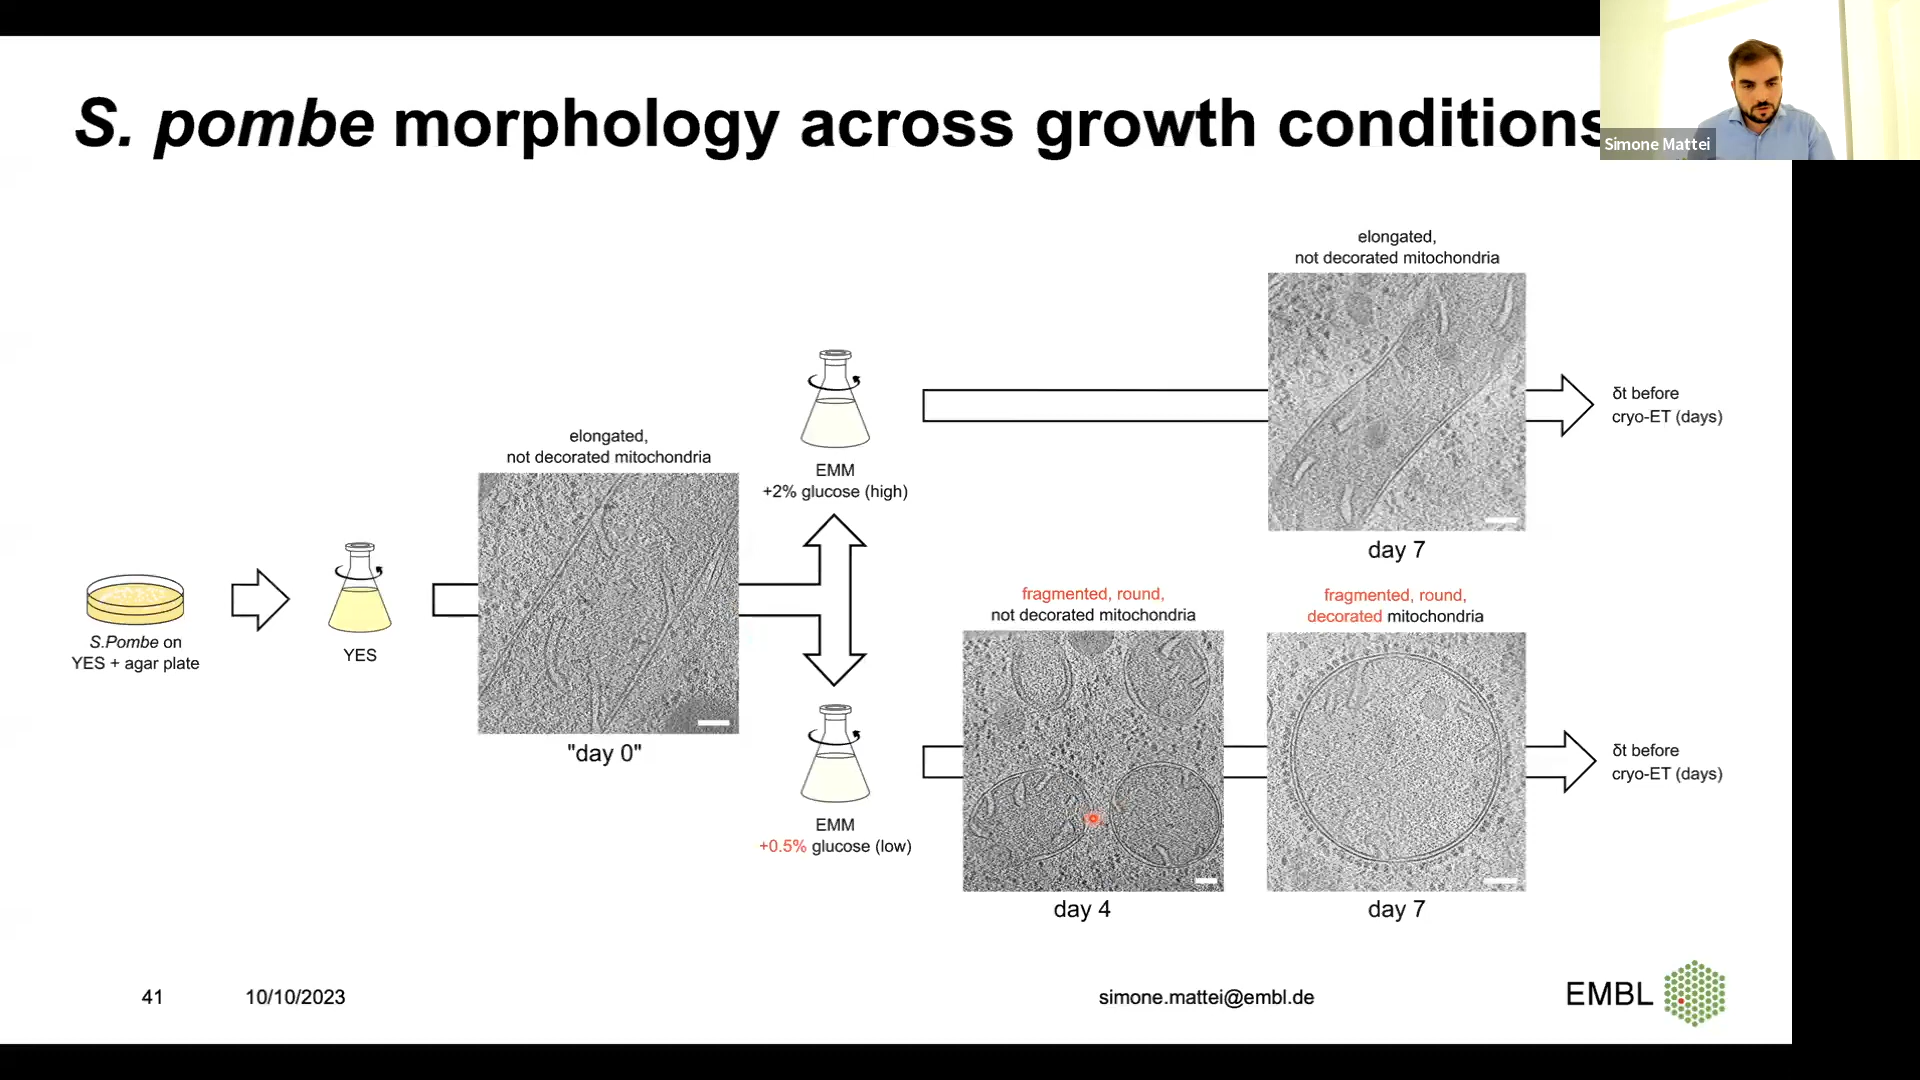 S. pombe morphology across growth conditions
Simone Mattei
elongated,
not decorated mitochondria
δt before
cryo-ET (days)
day 7
EMM
+2% glucose (high)
elongated,
not decorated mitochondria
"day 0"
S.Pombe on
YES + agar plate
YES
fragmented, round,
not decorated mitochondria
fragmented, round,
decorated mitochondria
δt before
cryo-ET (days)
EMM
+0.5% glucose (low)
day 4
day 7
41
10/10/2023
simone.mattei@embl.de
EMBL